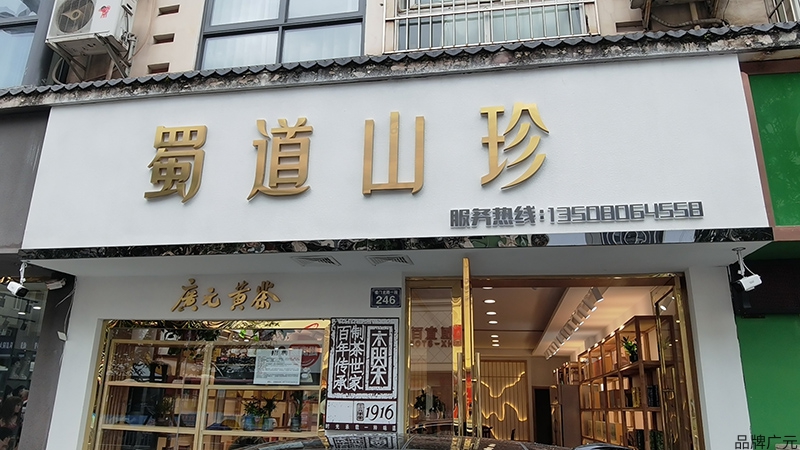 蜀道山珍
服务热线:13508064558
廣元黄茶
246
制茶世家
百年传承
1916
品牌广元